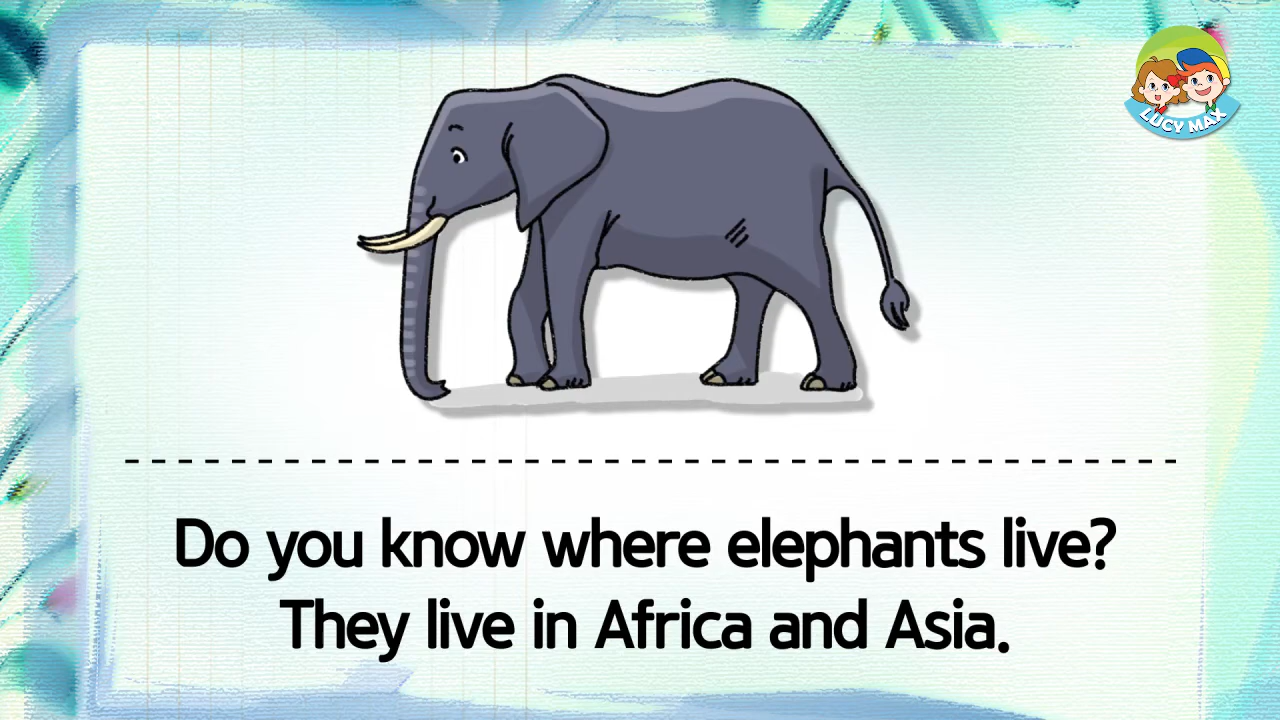 LUCY MAX
Do you know where elephants live?
They live in Africa and Asia.